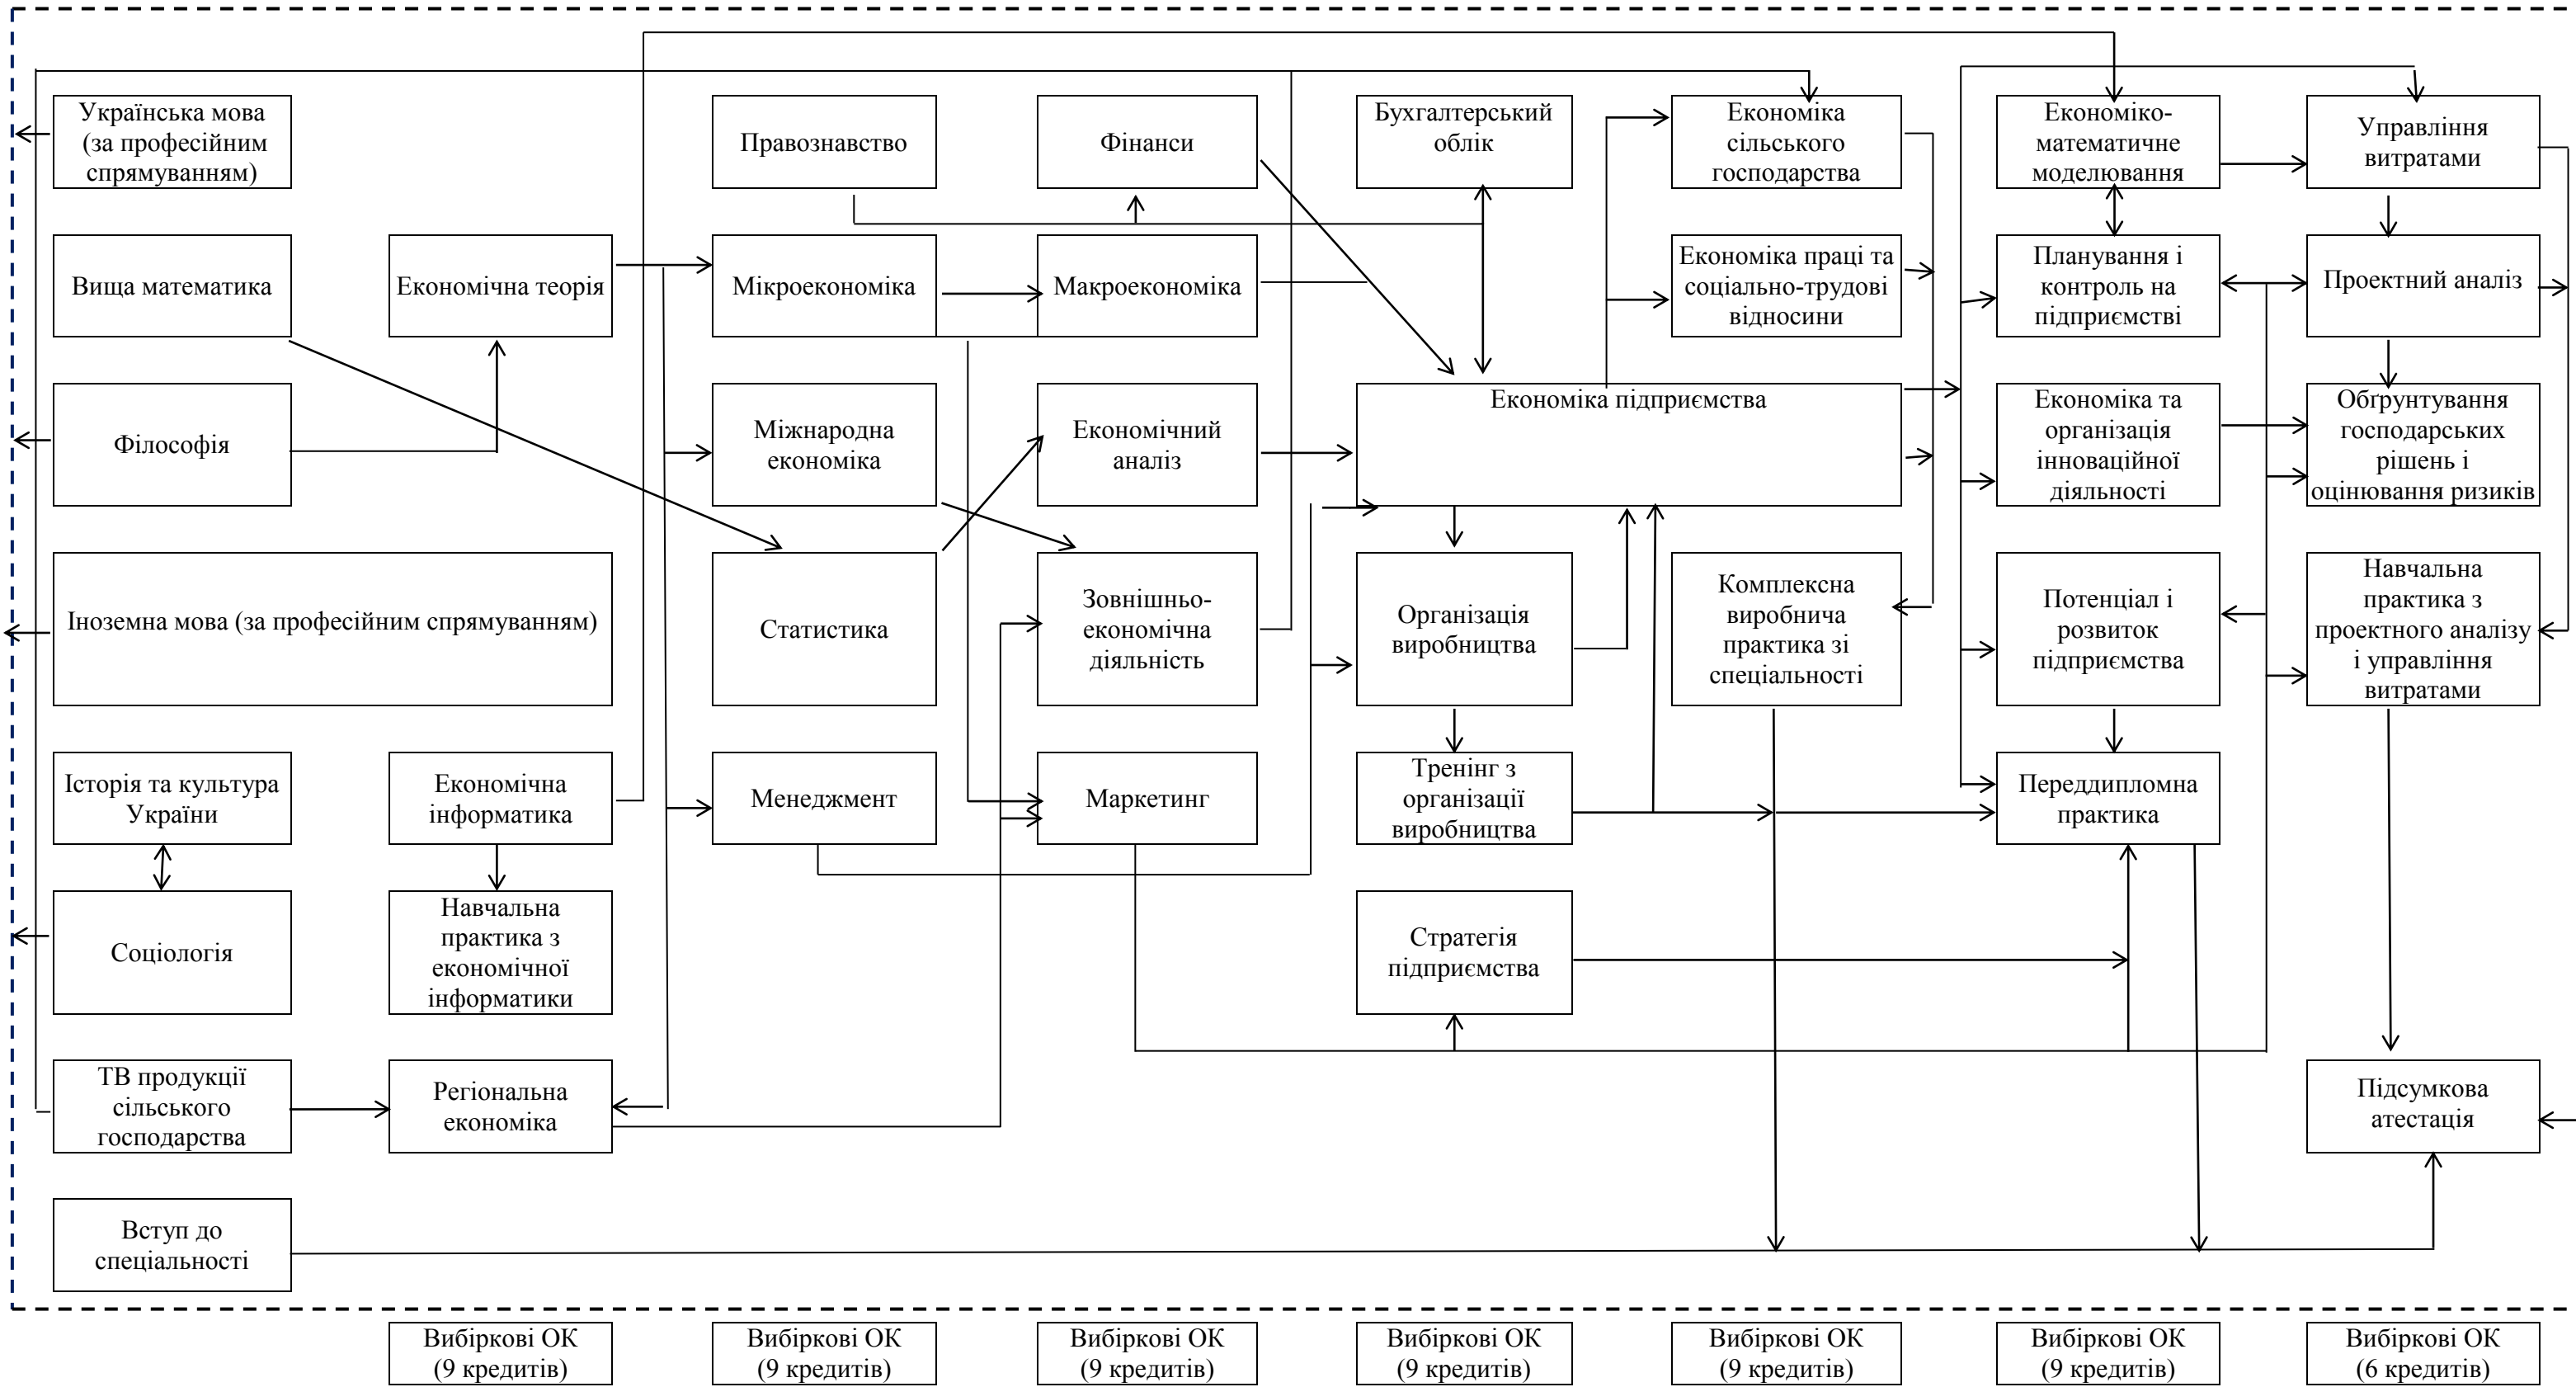 Українська мова
(за професійним
спрямуванням)
Правознавство
Фінанси
Бухгалтерський
облік
Економіка
сільського
господарства
Економіко-
математичне
моделювання
Управління
витратами
Вища математика
Економічна теорія
Мікроекономіка
Макроекономіка
Економіка праці та
соціально-трудові
відносини
Планування і
контроль на
підприємстві
Проектний аналіз
Філософія
Міжнародна
економіка
Економічний
аналіз
Економіка підприємства
Економіка та
організація
інноваційної
діяльності
Обґрунтування
господарських
рішень і
оцінювання ризиків
Іноземна мова (за професійним спрямуванням)
Статистика
Зовнішньо-
економічна
діяльність
Організація
виробництва
Комплексна
виробнича
практика зі
спеціальності
Потенціал і
розвиток
підприємства
Навчальна
практика з
проектного аналізу
і управління
витратами
Історія та культура
України
Економічна
інформатика
Менеджмент
Маркетинг
Тренінг з
організації
виробництва
Переддипломна
практика
Соціологія
Навчальна
практика з
економічної
інформатики
Стратегія
підприємства
ТВ продукції
сільського
господарства
Регіональна
економіка
Підсумкова
атестація
Вступ до
спеціальності
Вибіркові ОК
(9 кредитів)
Вибіркові ОК
(9 кредитів)
Вибіркові ОК
(9 кредитів)
Вибіркові ОК
(9 кредитів)
Вибіркові ОК
(9 кредитів)
Вибіркові ОК
(9 кредитів)
Вибіркові ОК
(6 кредитів)